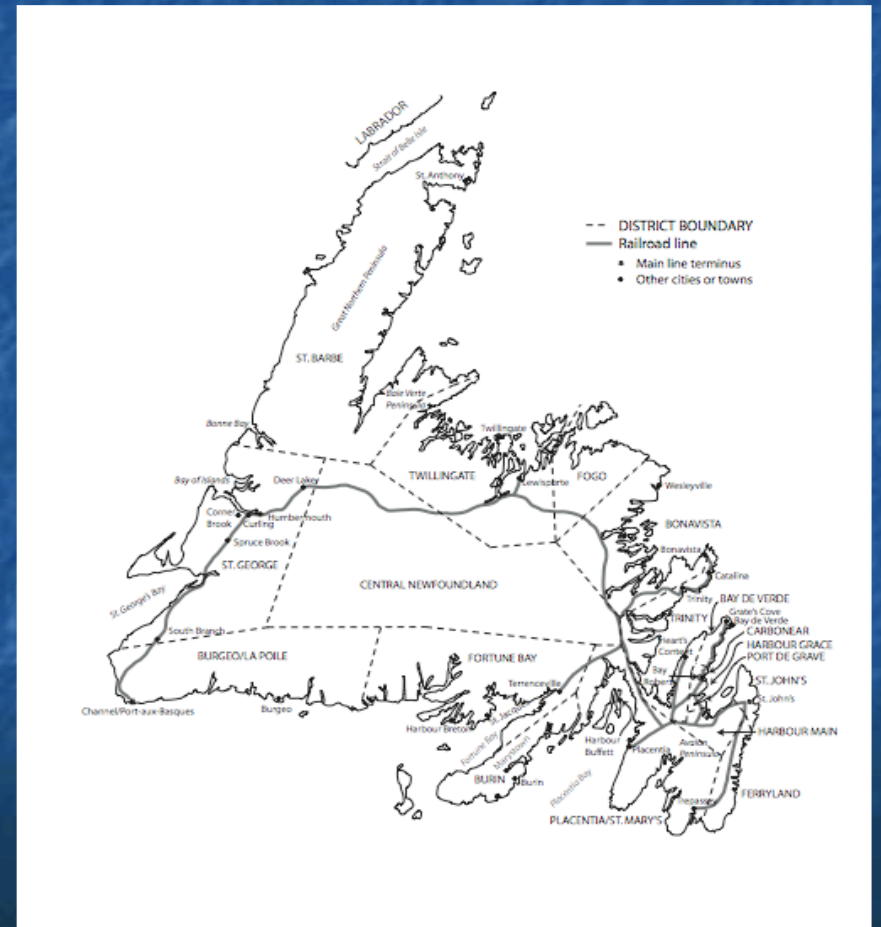 LABRADOR
Strait of Belle Isle
St. Anthony
DISTRICT BOUNDARY
Railroad line
Main line terminus
Other cities or towns
Great Northern Peninsula
ST. BARBE
Baie Verte
Peninsula
Bonne Bay
Twillingate
Bay of Islands
Deer Lake
TWILLINGATE
Lewisporte
FOGO
Wesleyville
Corner
Brook
Curling
Humbermouth
BONAVISTA
Spruce Brook
Bonavista
ST. GEORGE
Catalina
CENTRAL NEWFOUNDLAND
St. George's Bay
Trinity
BAY DE VERDE
Grate's Cove
Bay de Verde
TRINITY
CARBONEAR
South Branch
Heart's
Content
HARBOUR GRACE
PORT DE GRAVE
BURGEO/LA POILE
FORTUNE BAY
Bay
Roberts
ST. JOHN'S
Terrenceville
St. John's
Channel/Port-aux-Basques
Burgeo
St. Jacques
Harbour Breton
HARBOUR MAIN
Fortune Bay
Marystown
Harbour
Buffett
Placentia
Avalon
Peninsula
BURIN
Burin
Placentia Bay
FERRYLAND
Trepassey
PLACENTIA/ST. MARY'S